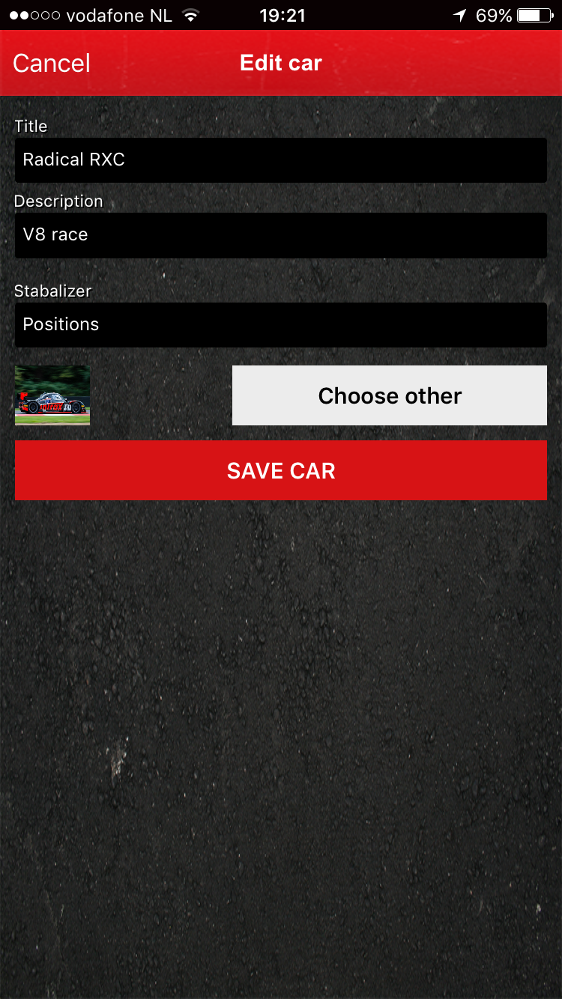 vodafone NL 19:21 69%
Cancel Edit car
Title
Radical RXC
Description
V8 race
Stabalizer
Positions
Choose other
SAVE CAR